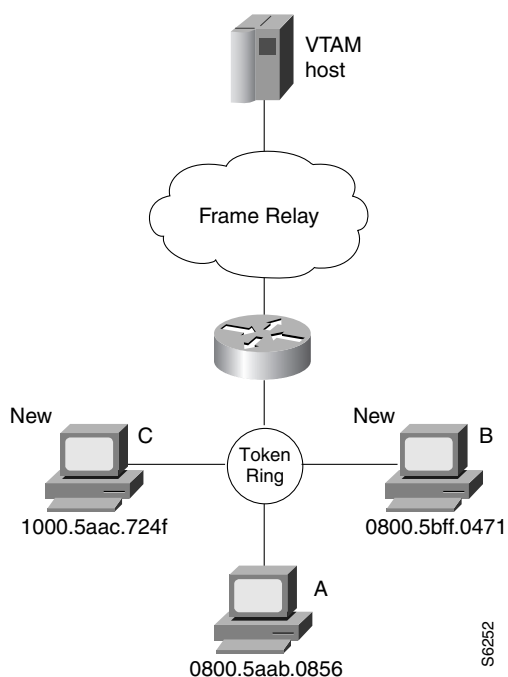 VTAM
host
Frame Relay
New
C
New
B
Token
Ring
1000.5aac.724f
0800.5bff.0471
A
0800.5aab.0856
S6252